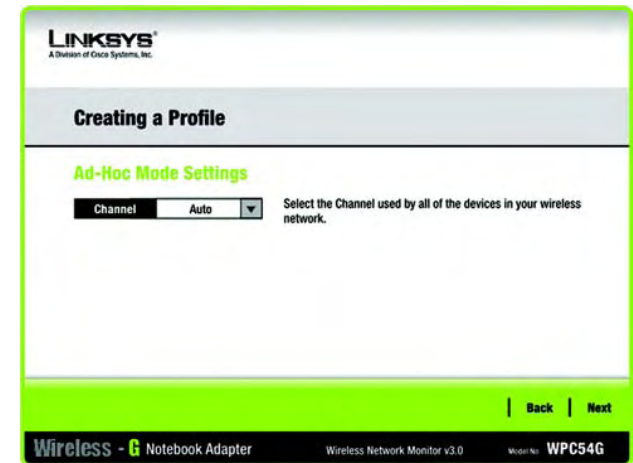 LINKSYS®
A Division of Cisco Systems, Inc.
Creating a Profile
Ad-Hoc Mode Settings
Channel Auto
Select the Channel used by all of the devices in your wireless
network.
Back Next
Wireless - G Notebook Adapter Wireless Network Monitor v3.0 Model No. WPC54G